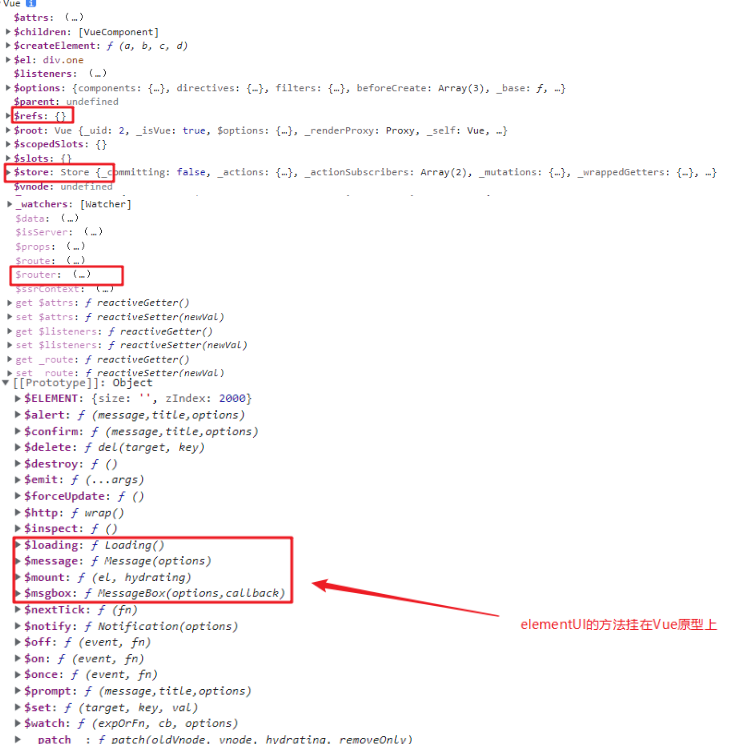 Vue i
$attrs: (…)
$children: [VueComponent]
$createElement: ƒ (a, b, c, d)
$el: div.one
$listeners: (…)
$options: {components: {…}, directives: {…}, filters: {…}, beforeCreate: Array(3), _base: ƒ, …}
$parent: undefined
$refs: {}
$root: Vue {_uid: 2, _isVue: true, $options: {…}, _renderProxy: Proxy, _self: Vue, …}
$scopedSlots: {}
$slots: {}
$store: Store {_committing: false, _actions: {…}, _actionSubscribers: Array(2), _mutations: {…}, _wrappedGetters: {…}, …}
$vnode: undefined
_watchers: [Watcher]
$data: (…)
$isServer: (…)
$props: (…)
$route: (…)
$router: (…)
$ssrContext: (…)
get $attrs: ƒ reactiveGetter()
set $attrs: ƒ reactiveSetter(newVal)
get $listeners: ƒ reactiveGetter()
set $listeners: ƒ reactiveSetter(newVal)
get _route: ƒ reactiveGetter()
set _route: ƒ reactiveSetter(newVal)
[[Prototype]]: Object
$ELEMENT: {size: '', zIndex: 2000}
$alert: ƒ (message,title,options)
$confirm: ƒ (message,title,options)
$delete: ƒ del(target, key)
$destroy: ƒ ()
$emit: ƒ (...args)
$forceUpdate: ƒ ()
$http: ƒ wrap()
$inspect: ƒ ()
$loading: ƒ Loading()
$message: ƒ Message(options)
$mount: ƒ (el, hydrating)
$msgbox: ƒ MessageBox(options,callback)
$nextTick: ƒ (fn)
elementUI的方法挂在Vue原型上
$notify: ƒ Notification(options)
$off: ƒ (event, fn)
$on: ƒ (event, fn)
$once: ƒ (event, fn)
$prompt: ƒ (message,title,options)
$set: ƒ (target, key, val)
$watch: ƒ (expOrFn, cb, options)
__patch__: ƒ patch(oldVnode, vnode, hydrating, removeOnly)